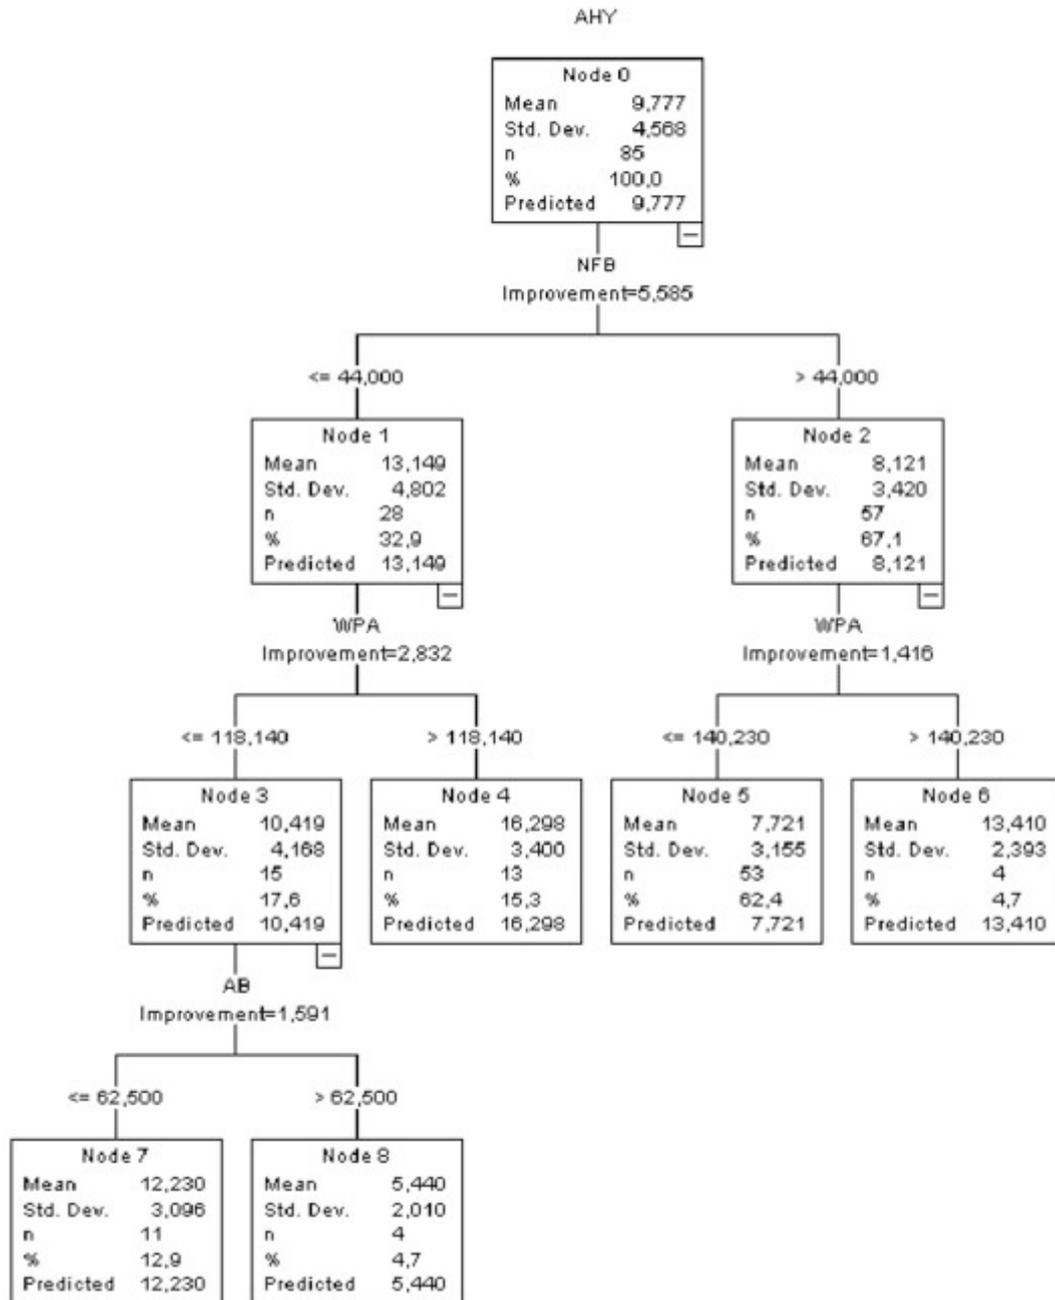 AHY
Node 0
Mean 9,777
Std. Dev. 4,568
n 85
% 100,0
Predicted 9,777
NFB
Improvement=5,585
<= 44,000
> 44,000
Node 1
Mean 13,149
Std. Dev. 4,802
n 28
% 32,9
Predicted 13,149
Node 2
Mean 8,121
Std. Dev. 3,420
n 57
% 67,1
Predicted 8,121
WPA
Improvement=2,832
WPA
Improvement=1,416
<= 118,140
> 118,140
<= 140,230
> 140,230
Node 3
Mean 10,419
Std. Dev. 4,168
n 15
% 17,6
Predicted 10,419
Node 4
Mean 16,298
Std. Dev. 3,400
n 13
% 15,3
Predicted 16,298
Node 5
Mean 7,721
Std. Dev. 3,155
n 53
% 62,4
Predicted 7,721
Node 6
Mean 13,410
Std. Dev. 2,393
n 4
% 4,7
Predicted 13,410
AB
Improvement=1,591
<= 62,500
> 62,500
Node 7
Mean 12,230
Std. Dev. 3,096
n 11
% 12,9
Predicted 12,230
Node 8
Mean 5,440
Std. Dev. 2,010
n 4
% 4,7
Predicted 5,440